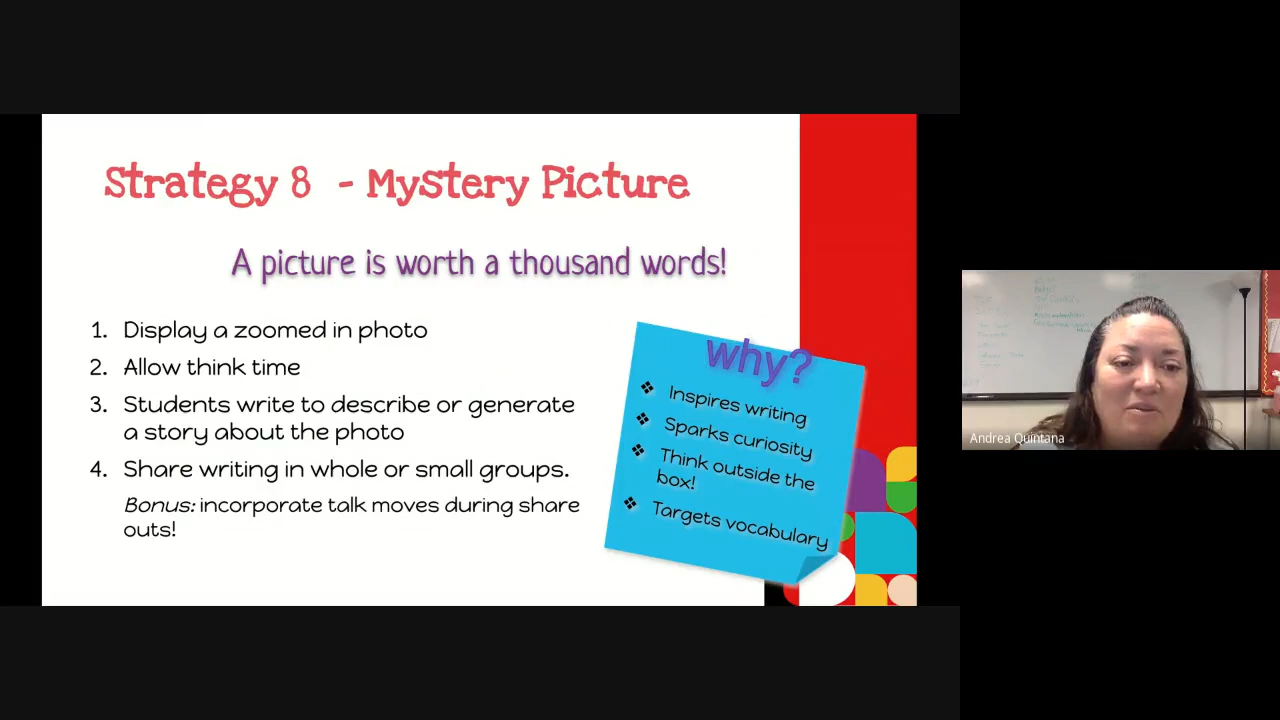 Strategy 8 - Mystery Picture
A picture is worth a thousand words!
1. Display a zoomed in photo
2. Allow think time
3. Students write to describe or generate
a story about the photo
4. Share writing in whole or small groups.
Bonus: incorporate talk moves during share
outs!
why?
❖ Inspires writing
❖ Sparks curiosity
❖ Think outside the
box!
❖ Targets vocabulary
Andrea Quintana